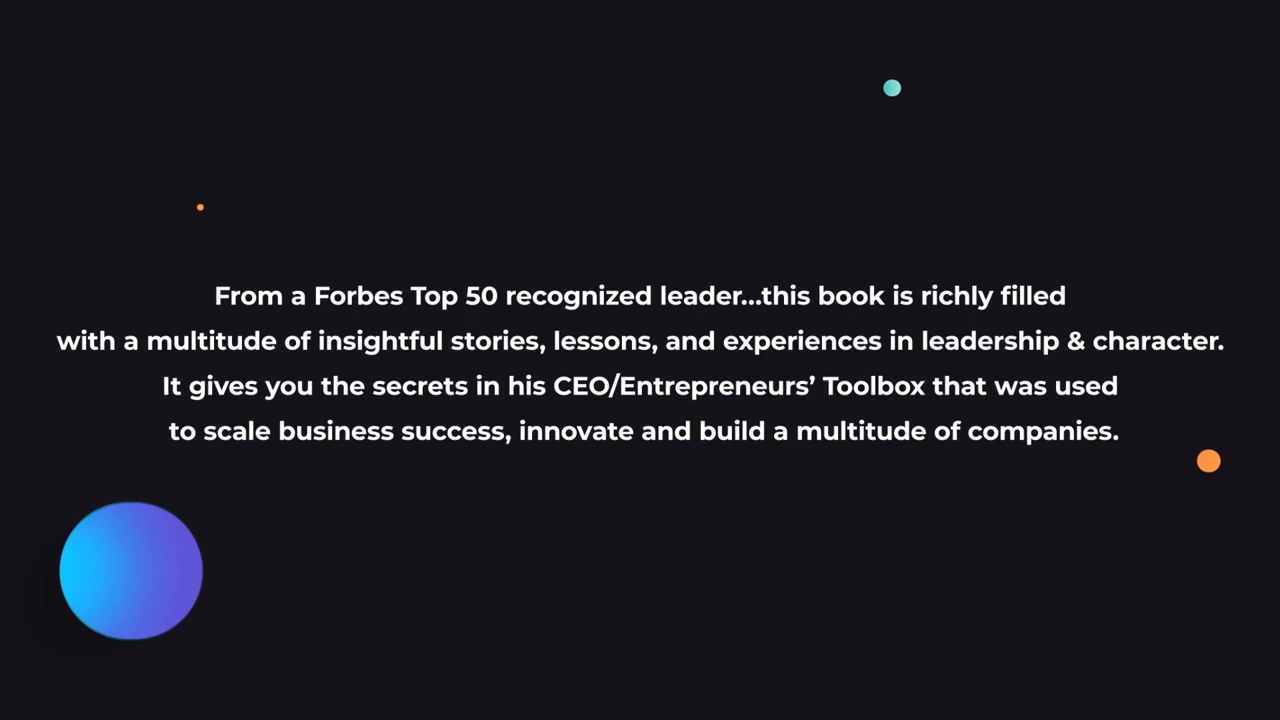 From a Forbes Top 50 recognized leader...this book is richly filled
with a multitude of insightful stories, lessons, and experiences in leadership & character.
It gives you the secrets in his CEO/Entrepreneurs’ Toolbox that was used
to scale business success, innovate and build a multitude of companies.